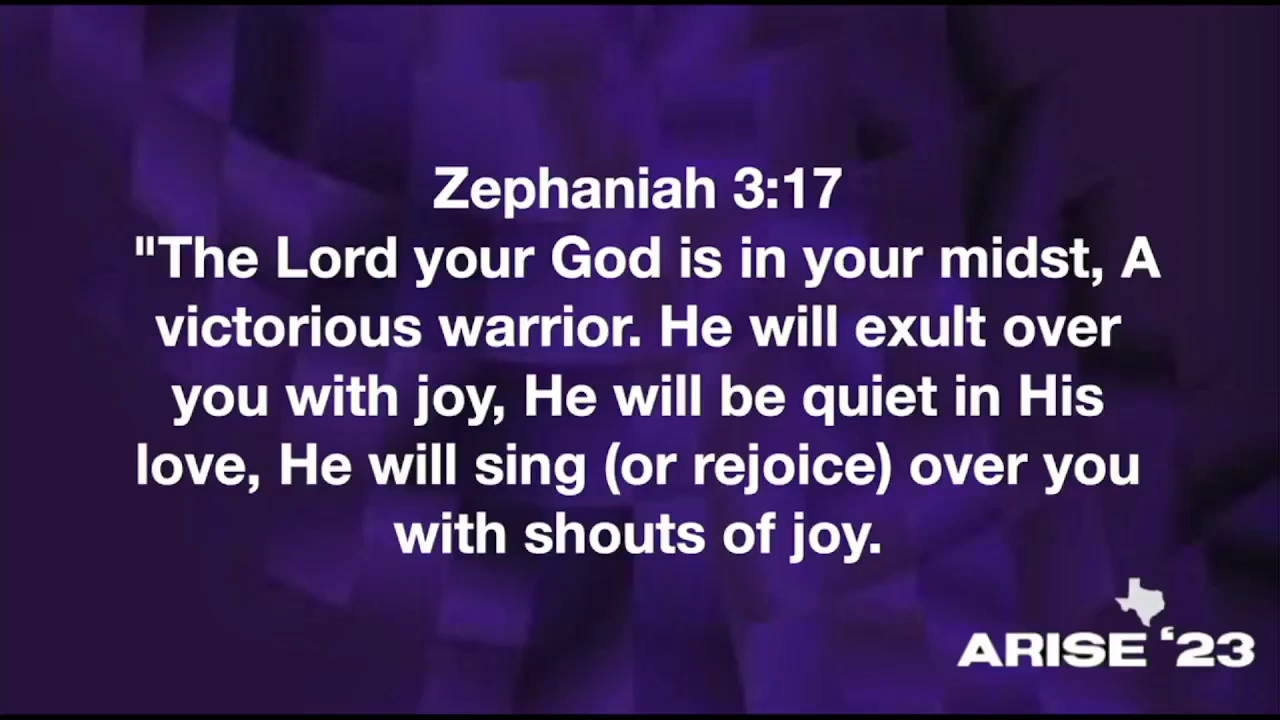 Zephaniah 3:17
"The Lord your God is in your midst, A
victorious warrior. He will exult over
you with joy, He will be quiet in His
love, He will sing (or rejoice) over you
with shouts of joy.
ARISE ‘23